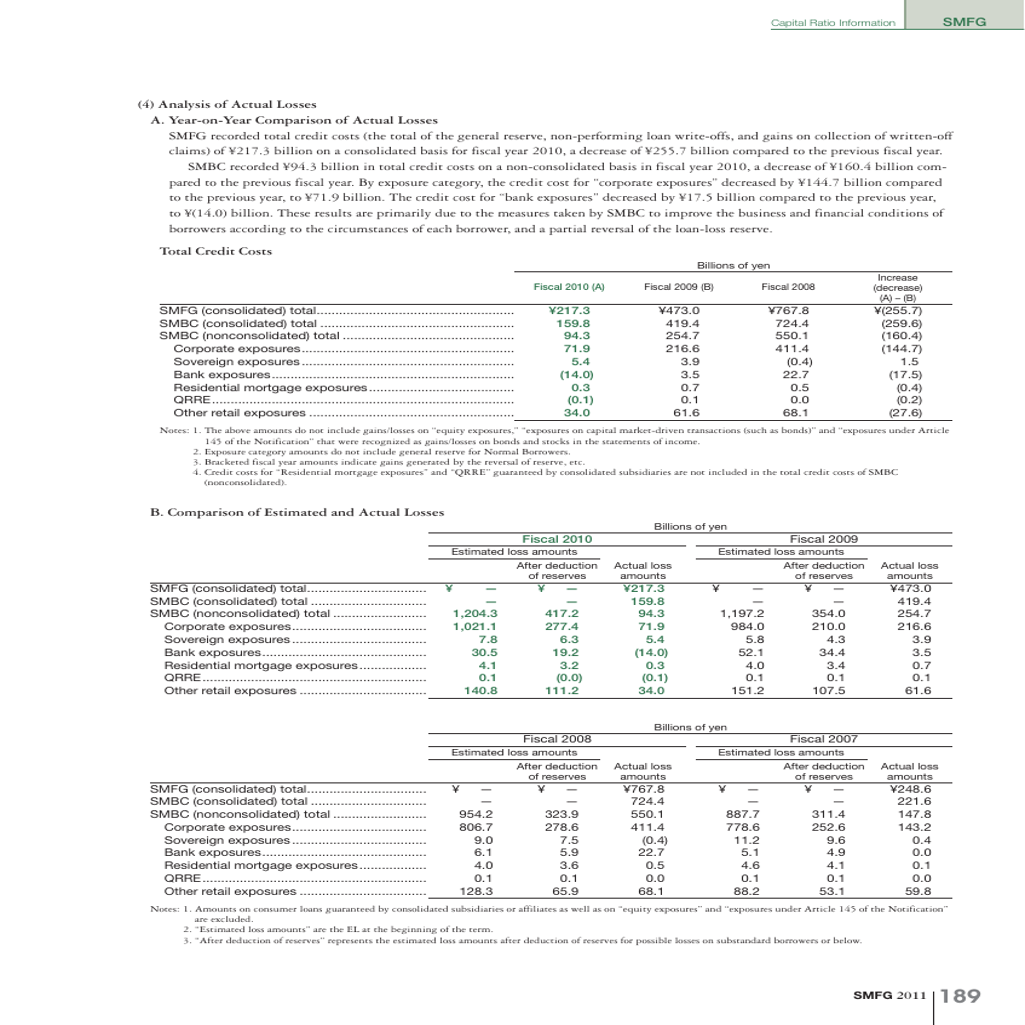 Capital Ratio Information SMFG
(4) Analysis of Actual Losses
A. Year-on-Year Comparison of Actual Losses
SMFG recorded total credit costs (the total of the general reserve, non-performing loan write-offs, and gains on collection of written-off
claims) of ¥217.3 billion on a consolidated basis for fiscal year 2010, a decrease of ¥255.7 billion compared to the previous fiscal year.
SMBC recorded ¥94.3 billion in total credit costs on a non-consolidated basis in fiscal year 2010, a decrease of ¥160.4 billion com-
pared to the previous fiscal year. By exposure category, the credit cost for "corporate exposures" decreased by ¥144.7 billion compared
to the previous year, to ¥71.9 billion. The credit cost for "bank exposures" decreased by ¥17.5 billion compared to the previous year,
to ¥(14.0) billion. These results are primarily due to the measures taken by SMBC to improve the business and financial conditions of
borrowers according to the circumstances of each borrower, and a partial reversal of the loan-loss reserve.
Total Credit Costs
Billions of yen
Fiscal 2010 (A) Fiscal 2009 (B) Fiscal 2008 Increase
(decrease)
(A) – (B)
SMFG (consolidated) total ¥217.3 ¥473.0 ¥767.8 ¥(255.7)
SMBC (consolidated) total 159.8 419.4 724.4 (259.6)
SMBC (nonconsolidated) total 94.3 254.7 550.1 (160.4)
Corporate exposures 71.9 216.6 411.4 (144.7)
Sovereign exposures 5.4 3.9 (0.4) 1.5
Bank exposures (14.0) 3.5 22.7 (17.5)
Residential mortgage exposures 0.3 0.7 0.5 (0.4)
QRRE (0.1) 0.1 0.0 (0.2)
Other retail exposures 34.0 61.6 68.1 (27.6)
Notes: 1. The above amounts do not include gains/losses on "equity exposures," "exposures on capital market-driven transactions (such as bonds)" and "exposures under Article
145 of the Notification" that were recognized as gains/losses on bonds and stocks in the statements of income.
2. Exposure category amounts do not include general reserve for Normal Borrowers.
3. Bracketed fiscal year amounts indicate gains generated by the reversal of reserve, etc.
4. Credit costs for "Residential mortgage exposures" and "QRRE" guaranteed by consolidated subsidiaries are not included in the total credit costs of SMBC
(nonconsolidated).
B. Comparison of Estimated and Actual Losses
Billions of yen
Fiscal 2010 Fiscal 2009
Estimated loss amounts Estimated loss amounts
After deduction Actual loss After deduction Actual loss
of reserves amounts of reserves amounts
SMFG (consolidated) total ¥ — ¥ — ¥217.3 ¥ — ¥ — ¥473.0
SMBC (consolidated) total — — 159.8 — — 419.4
SMBC (nonconsolidated) total 1,204.3 417.2 94.3 1,197.2 354.0 254.7
Corporate exposures 1,021.1 277.4 71.9 984.0 210.0 216.6
Sovereign exposures 7.8 6.3 5.4 5.8 4.3 3.9
Bank exposures 30.5 19.2 (14.0) 52.1 34.4 3.5
Residential mortgage exposures 4.1 3.2 0.3 4.0 3.4 0.7
QRRE 0.1 (0.0) (0.1) 0.1 0.1 0.1
Other retail exposures 140.8 111.2 34.0 151.2 107.5 61.6
Billions of yen
Fiscal 2008 Fiscal 2007
Estimated loss amounts Estimated loss amounts
After deduction Actual loss After deduction Actual loss
of reserves amounts of reserves amounts
SMFG (consolidated) total ¥ — ¥ — ¥767.8 ¥ — ¥ — ¥248.6
SMBC (consolidated) total — — 724.4 — — 221.6
SMBC (nonconsolidated) total 954.2 323.9 550.1 887.7 311.4 147.8
Corporate exposures 806.7 278.6 411.4 778.6 252.6 143.2
Sovereign exposures 9.0 7.5 (0.4) 11.2 9.6 0.4
Bank exposures 6.1 5.9 22.7 5.1 4.9 0.0
Residential mortgage exposures 4.0 3.6 0.5 4.6 4.1 0.1
QRRE 0.1 0.1 0.0 0.1 0.1 0.0
Other retail exposures 128.3 65.9 68.1 88.2 53.1 59.8
Notes: 1. Amounts on consumer loans guaranteed by consolidated subsidiaries or affiliates as well as on "equity exposures" and "exposures under Article 145 of the Notification"
are excluded.
2. "Estimated loss amounts" are the EL at the beginning of the term.
3. "After deduction of reserves" represents the estimated loss amounts after deduction of reserves for possible losses on substandard borrowers or below.
SMFG 2011 189